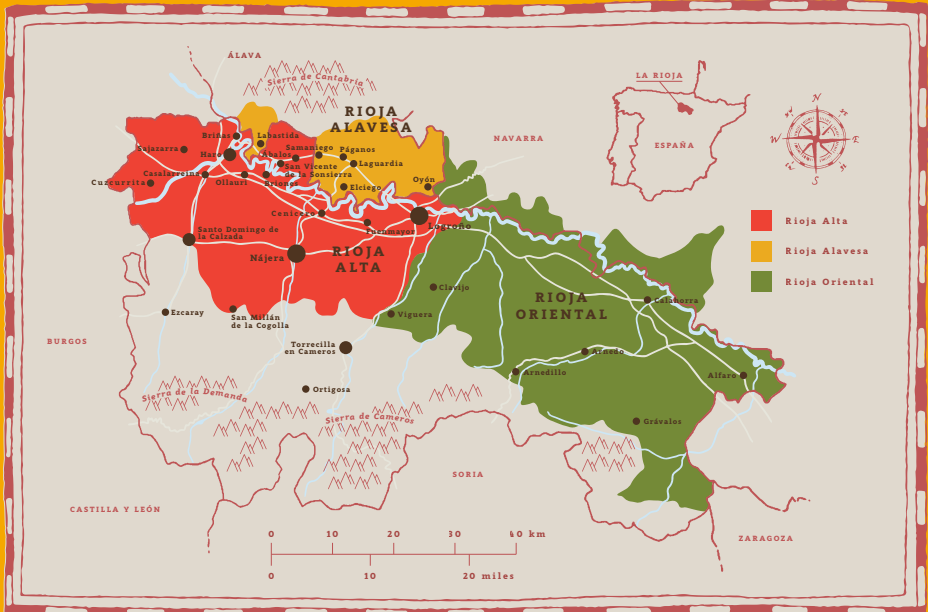 ÁLAVA
LA RIOJA
Sierra de Cantabria
N
RIOJA
ALAVESA
W
E
S
Briñas
Labastida
NAVARRA
ESPAÑA
Sajazarra
Haro
Ábalos
Samaniego
Páganos
San Vicente
de la Sonsierra
Laguardia
Casalarreina
Cuzcurrita
Ollauri
Briones
Elciego
Oyón
Cenicero
Fuenmayor
Logroño
Rioja Alta
Santo Domingo de
la Calzada
Nájera
RIOJA
ALTA
Rioja Alavesa
Clavijo
Rioja Oriental
RIOJA
ORIENTAL
Calahorra
Ezcaray
San Millán
de la Cogolla
Viguera
BURGOS
Torrecilla
en Cameros
Arnedo
Arnedillo
Alfaro
Ortigosa
Sierra de la Demanda
Sierra de Cameros
Grávalos
SORIA
CASTILLA Y LEÓN
ZARAGOZA
0 10 20 30 40 km
0 10 20 miles